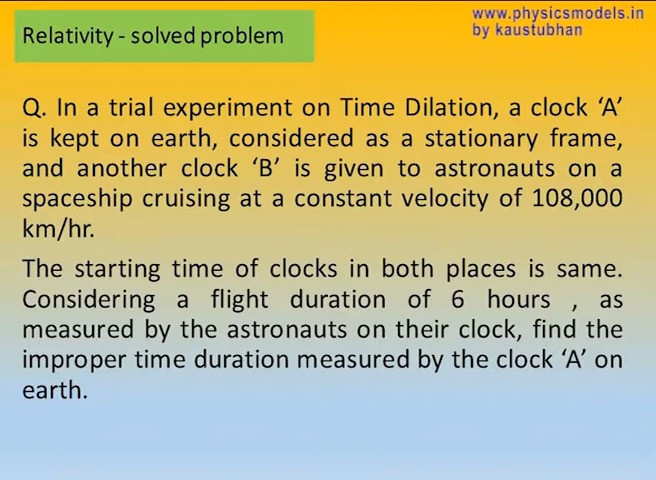 www.physicsmodels.in
by kaustubhan
Relativity - solved problem
Q. In a trial experiment on Time Dilation, a clock ‘A’
is kept on earth, considered as a stationary frame,
and another clock ‘B’ is given to astronauts on a
spaceship cruising at a constant velocity of 108,000
km/hr.
The starting time of clocks in both places is same.
Considering a flight duration of 6 hours , as
measured by the astronauts on their clock, find the
improper time duration measured by the clock ‘A’ on
earth.